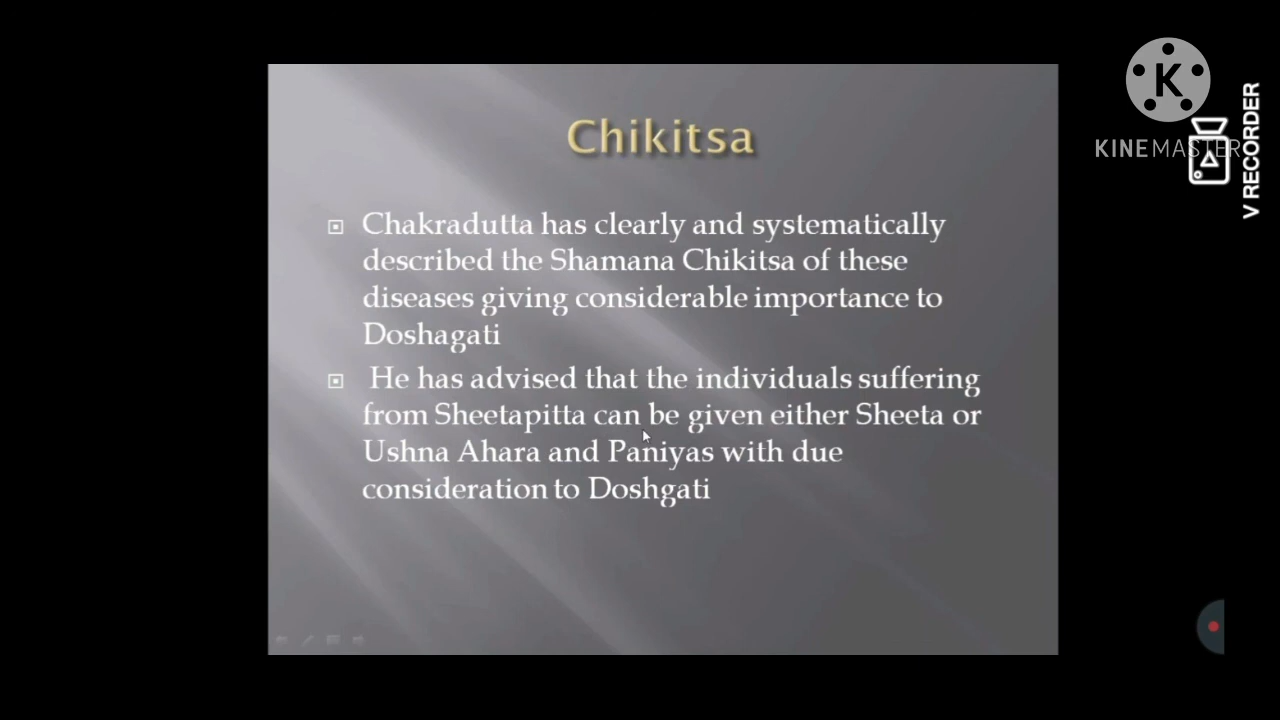 Chikitsa
Chakradutta has clearly and systematically
described the Shamana Chikitsa of these
diseases giving considerable importance to
Doshagati
He has advised that the individuals suffering
from Sheetapitta can be given either Sheeta or
Ushna Ahara and Paniyas with due
consideration to Doshgati
K
KINEMASTER
V RECORDER